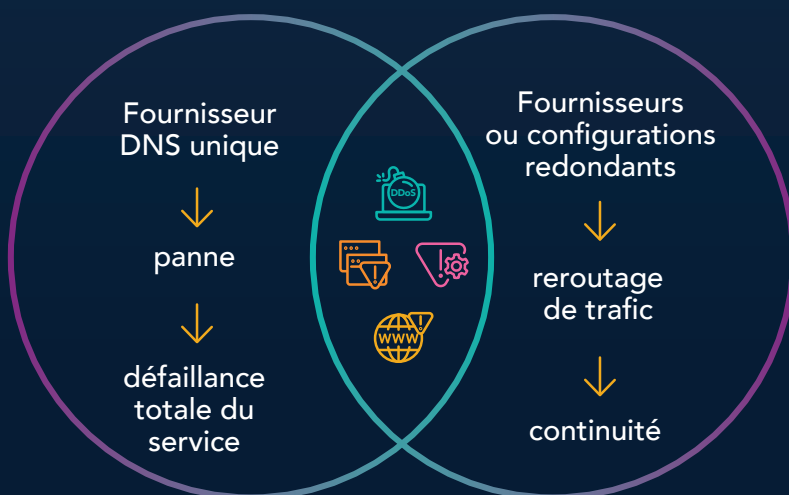 Fournisseur
DNS unique
panne
défaillance
totale du
service
DDoS
WWW
Fournisseurs
ou configurations
redondants
reroutage
de trafic
continuité